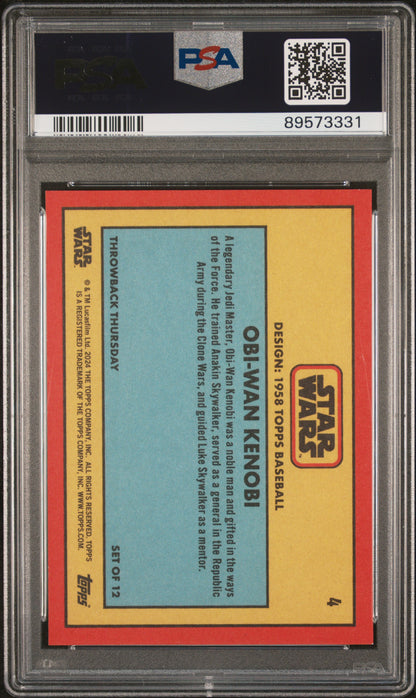 PSA
PSA
89573331
STAR
WARS
4
DESIGN: 1958 TOPPS BASEBALL
OBI-WAN KENOBI
A legendary Jedi Master, Obi-Wan Kenobi was a noble man and gifted in the ways
of the Force. He trained Anakin Skywalker, served as a general in the Republic
Army during the Clone Wars, and guided Luke Skywalker as a mentor.
THROWBACK THURSDAY
SET OF 12
STAR
WARS
® & TM Lucasfilm Ltd. 2024 THE TOPPS COMPANY, INC. ALL RIGHTS RESERVED. TOPPS
IS A REGISTERED TRADEMARK OF THE TOPPS COMPANY, INC. WWW.TOPPS.COM.
Topps
PSA